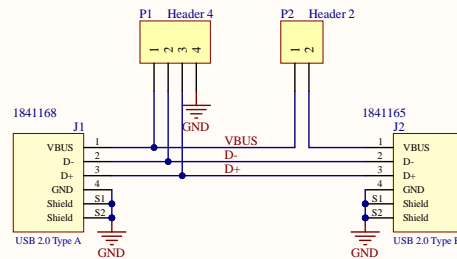 P1 Header 4 P2 Header 2
1 2 3 4 1 2
GND
1841168 1841165
J1 J2
VBUS 1 VBUS 1 VBUS
D- 2 D- 2 D-
D+ 3 D+ 3 D+
GND 4 4 GND
Shield S1 S1 Shield
Shield S2 S2 Shield
USB 2.0 Type A USB 2.0 Type
GND GND